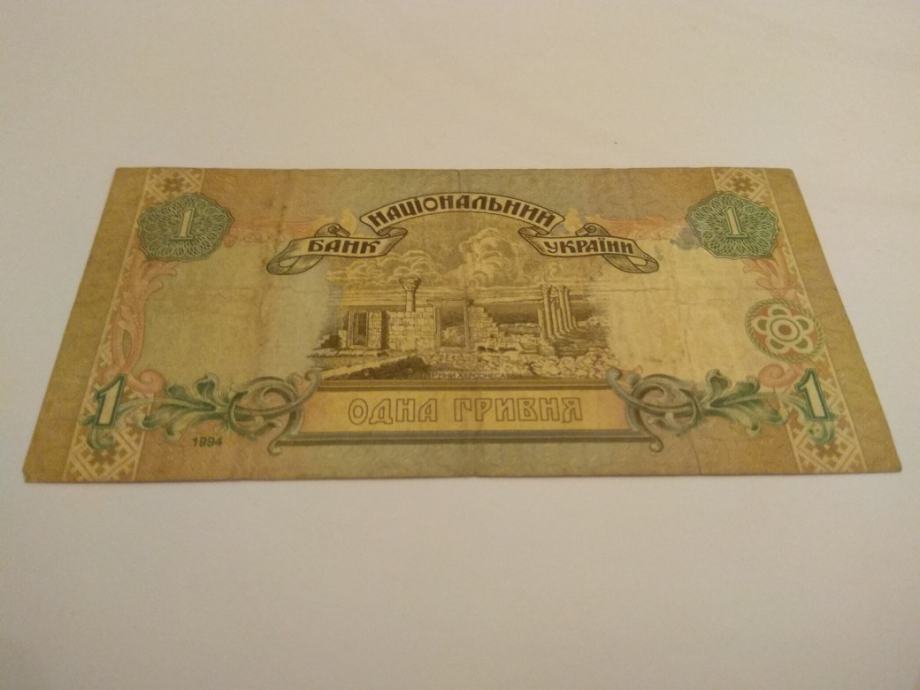 1
1
НАЦІОНАЛЬНИЙ
БАНК
УКРАЇНИ
ОДНА ГРИВНЯ
1
1
1994